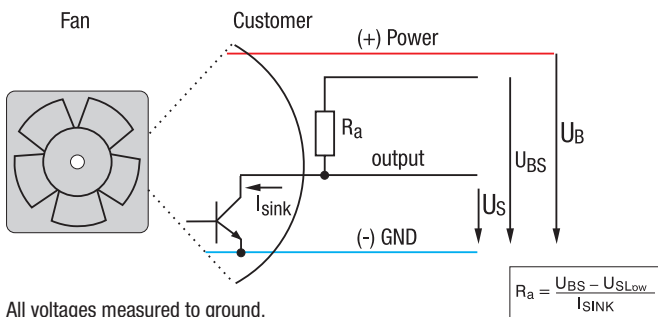 Fan
Customer
(+) Power
Ra
UB
UBS
output
Isink
US
(-) GND
All voltages measured to ground.
Ra = UBS – USLow / ISINK